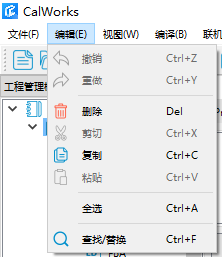 CalWorks
文件(F) 编辑(E) 视图(W) 编译(B) 联机
撤销 Ctrl+Z
重做 Ctrl+Y
工程管理
删除 Del
剪切 Ctrl+X
复制 Ctrl+C
粘贴 Ctrl+V
全选 Ctrl+A
查找/替换 Ctrl+F
FBA